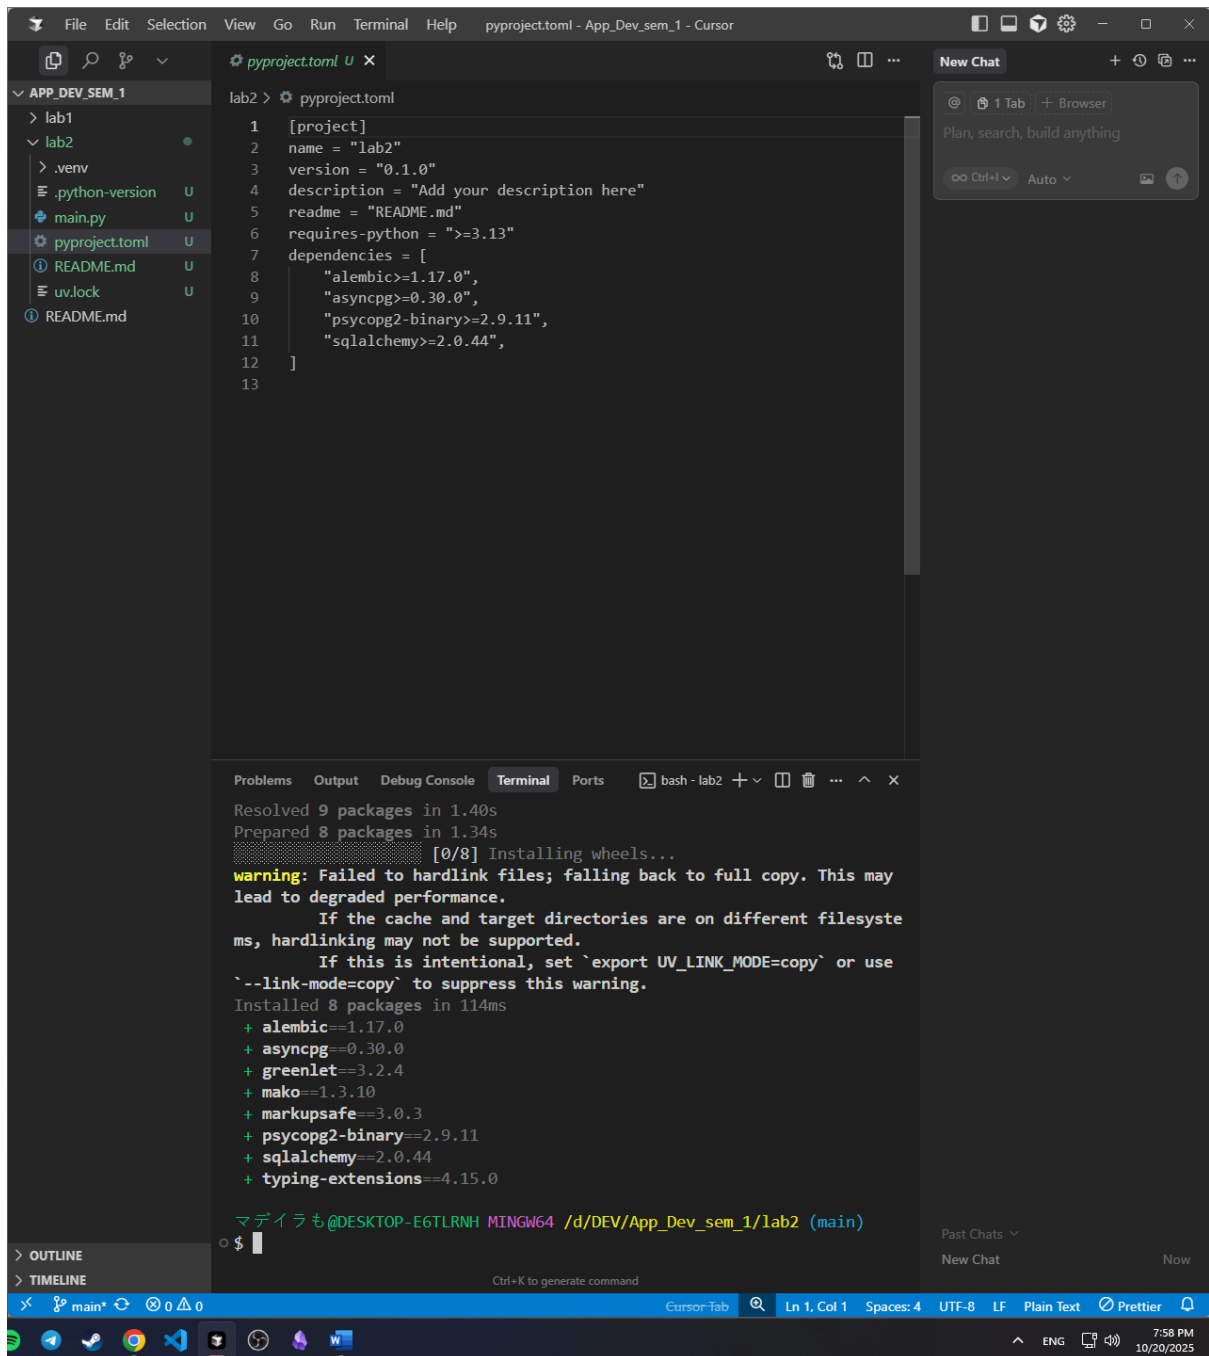 File Edit Selection View Go Run Terminal Help pyproject.toml - App_Dev_sem_1 - Cursor
APP_DEV_SEM_1
lab1
lab2
.venv
.python-version U
main.py U
pyproject.toml U
README.md U
uv.lock U
README.md
OUTLINE
TIMELINE
pyproject.toml U
lab2 > pyproject.toml
1 [project]
2 name = "lab2"
3 version = "0.1.0"
4 description = "Add your description here"
5 readme = "README.md"
6 requires-python = ">=3.13"
7 dependencies = [
8 "alembic>=1.17.0",
9 "asyncpg>=0.30.0",
10 "psycopg2-binary>=2.9.11",
11 "sqlalchemy>=2.0.44",
12 ]
13
Problems Output Debug Console Terminal Ports bash - lab2
Resolved 9 packages in 1.40s
Prepared 8 packages in 1.34s
[0/8] Installing wheels...
warning: Failed to hardlink files; falling back to full copy. This may
lead to degraded performance.
If the cache and target directories are on different filesyste
ms, hardlinking may not be supported.
If this is intentional, set `export UV_LINK_MODE=copy` or use
`--link-mode=copy` to suppress this warning.
Installed 8 packages in 114ms
+ alembic==1.17.0
+ asyncpg==0.30.0
+ greenlet==3.2.4
+ mako==1.3.10
+ markupsafe==3.0.3
+ psycopg2-binary==2.9.11
+ sqlalchemy==2.0.44
+ typing-extensions==4.15.0
マデイラも@DESKTOP-E6TLRNH MINGW64 /d/DEV/App_Dev_sem_1/lab2 (main)
$
Ctrl+K to generate command
New Chat
@ 1 Tab + Browser
Plan, search, build anything
∞ Ctrl+I Auto
Past Chats
New Chat Now
main* 0 0 Cursor Tab Ln 1, Col 1 Spaces: 4 UTF-8 LF Plain Text Prettier
ENG 7:58 PM
10/20/2025